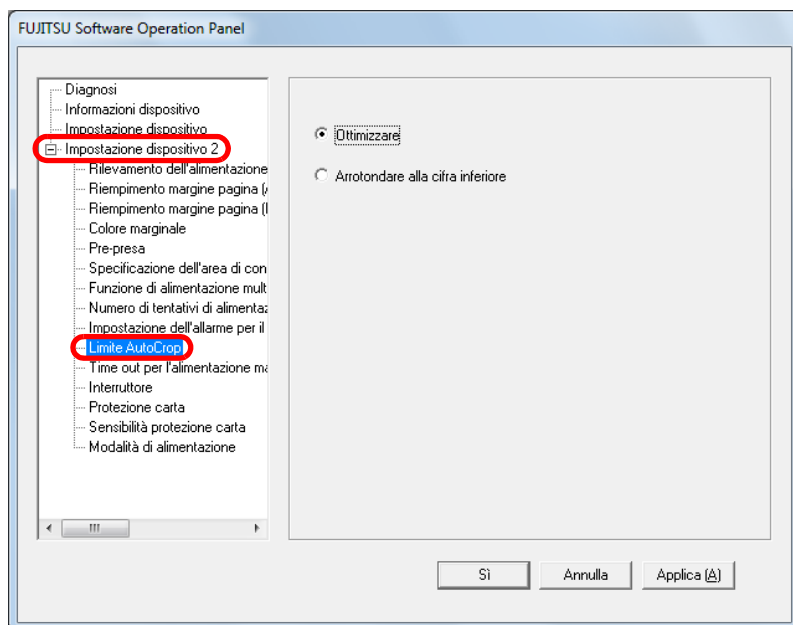 FUJITSU Software Operation Panel
Diagnosi
Informazioni dispositivo
Impostazione dispositivo
Impostazione dispositivo 2
Rilevamento dell'alimentazione
Riempimento margine pagina (
Riempimento margine pagina (
Colore marginale
Pre-presa
Specificazione dell'area di con
Funzione di alimentazione mult
Numero di tentativi di alimentaz
Impostazione dell'allarme per il
Limite AutoCrop
Time out per l'alimentazione ma
Interruttore
Protezione carta
Sensibilità protezione carta
Modalità di alimentazione
Ottimizzare
Arrotondare alla cifra inferiore
Sì
Annulla
Applica (A)